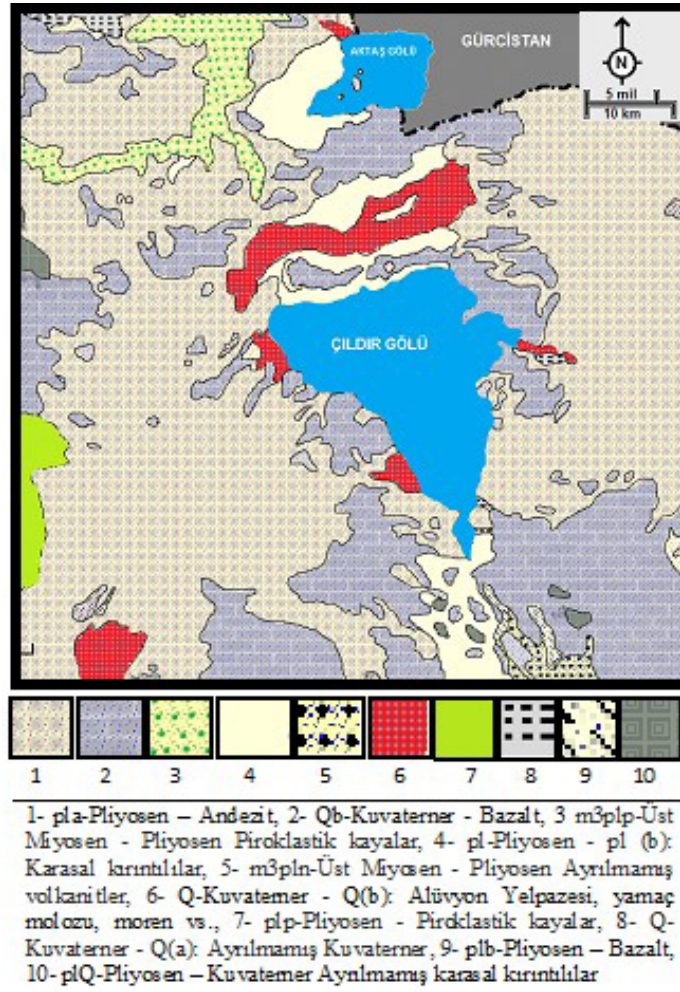 AKTAŞ GÖLÜ
GÜRCİSTAN
N
5 mil
10 km
ÇILDIR GÖLÜ
1 2 3 4 5 6 7 8 9 10
1- pla-Pliyosen – Andezit, 2- Qb-Kuvaterner - Bazalt, 3 m3plp-Üst
Miyosen - Pliyosen Piroklastik kayalar, 4- pl-Pliyosen - pl (b):
Karasal kırıntılılar, 5- m3pln-Üst Miyosen - Pliyosen Ayrılmamış
volkanitler, 6- Q-Kuvaterner - Q(b): Alüvyon Yelpazesi, yamaç
molozu, moren vs., 7- plp-Pliyosen - Piroklastik kayalar, 8- Q-
Kuvaterner - Q(a): Ayrılmamış Kuvaterner, 9- plb-Pliyosen – Bazalt,
10- plQ-Pliyosen – Kuvaterner Ayrılmamış karasal kırıntılılar